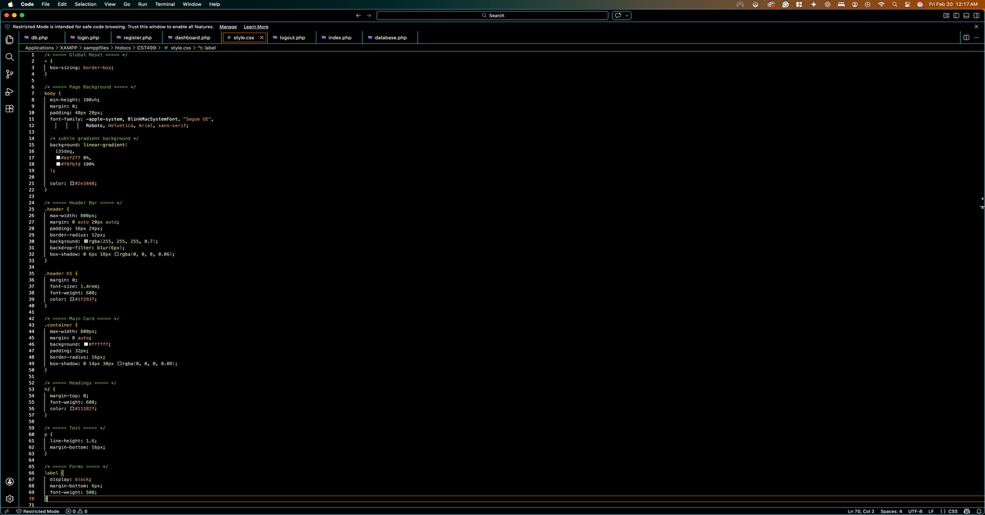 Code File Edit Selection View Go Run Terminal Window Help Fri Feb 20 12:17 AM
Search
Restricted Mode is intended for safe code browsing. Trust this window to enable all features. Manage Learn More
db.php login.php register.php dashboard.php style.css logout.php index.php database.php
Applications > XAMPP > xamppfiles > htdocs > CST499 > style.css > label
1 /* ===== Global Reset ===== */
2 * {
3 box-sizing: border-box;
4 }
5
6 /* ===== Page Background ===== */
7 body {
8 min-height: 100vh;
9 margin: 0;
10 padding: 40px 20px;
11 font-family: -apple-system, BlinkMacSystemFont, "Segoe UI",
12 Roboto, Helvetica, Arial, sans-serif;
13
14 /* subtle gradient background */
15 background: linear-gradient(
16 135deg,
17 #eef2f7 0%,
18 #f9fbfd 100%
19 );
20
21 color: #2e3440;
22 }
23
24 /* ===== Header Bar ===== */
25 .header {
26 max-width: 800px;
27 margin: 0 auto 20px auto;
28 padding: 16px 24px;
29 border-radius: 12px;
30 background: rgba(255, 255, 255, 0.7);
31 backdrop-filter: blur(6px);
32 box-shadow: 0 6px 18px rgba(0, 0, 0, 0.06);
33 }
34
35 .header h1 {
36 margin: 0;
37 font-size: 1.4rem;
38 font-weight: 600;
39 color: #1f2937;
40 }
41
42 /* ===== Main Card ===== */
43 .container {
44 max-width: 800px;
45 margin: 0 auto;
46 background: #ffffff;
47 padding: 32px;
48 border-radius: 16px;
49 box-shadow: 0 14px 30px rgba(0, 0, 0, 0.08);
50 }
51
52 /* ===== Headings ===== */
53 h2 {
54 margin-top: 0;
55 font-weight: 600;
56 color: #111827;
57 }
58
59 /* ===== Text ===== */
60 p {
61 line-height: 1.6;
62 margin-bottom: 16px;
63 }
64
65 /* ===== Forms ===== */
66 label {
67 display: block;
68 margin-bottom: 6px;
69 font-weight: 500;
70 }
71
Restricted Mode 0 0 Ln 70, Col 2 Spaces: 4 UTF-8 LF {} CSS